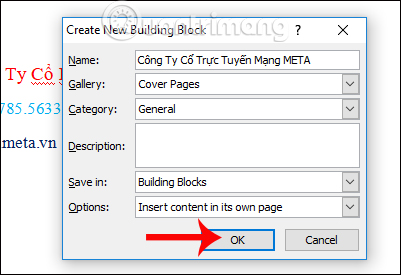 Create New Building Block
Name: Công Ty Cổ Trực Tuyến Mạng META
Gallery: Cover Pages
Ty Cổ
Category: General
785.5633
meta.vn
Description:
Save in: Building Blocks
Options: Insert content in its own page
OK Cancel